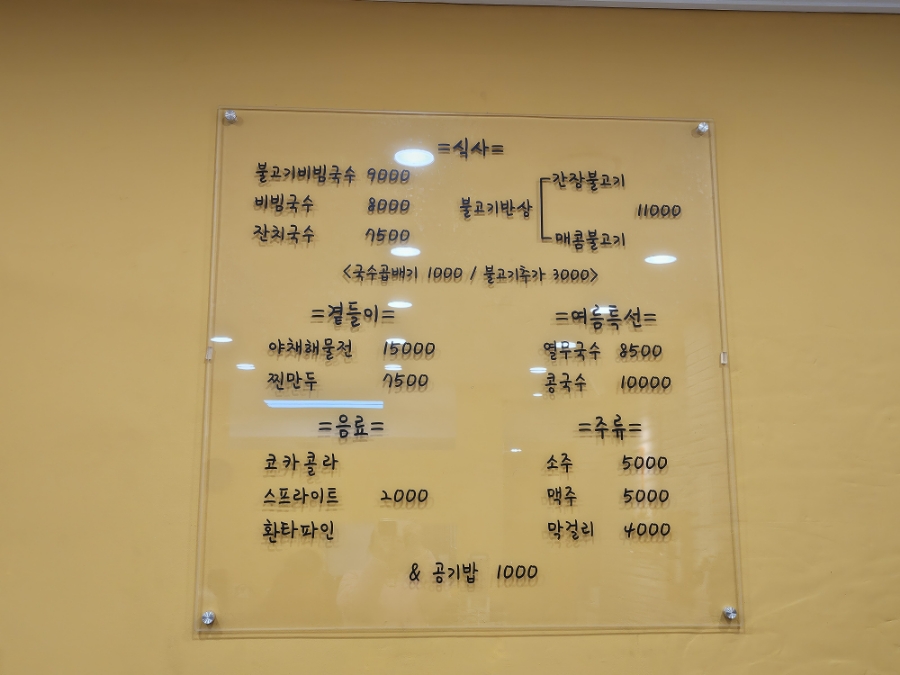 =식사=
불고기비빔국수 9000
비빔국수 8000
잔치국수 7500
불고기반상
간장불고기
매콤불고기
11000
<국수곱배기 1000 / 불고기추가 3000>
=곁들이=
야채해물전 15000
찐만두 7500
=여름특선=
열무국수 8500
콩국수 10000
=음료=
코카콜라
스프라이트 2000
환타파인
=주류=
소주 5000
맥주 5000
막걸리 4000
& 공기밥 1000